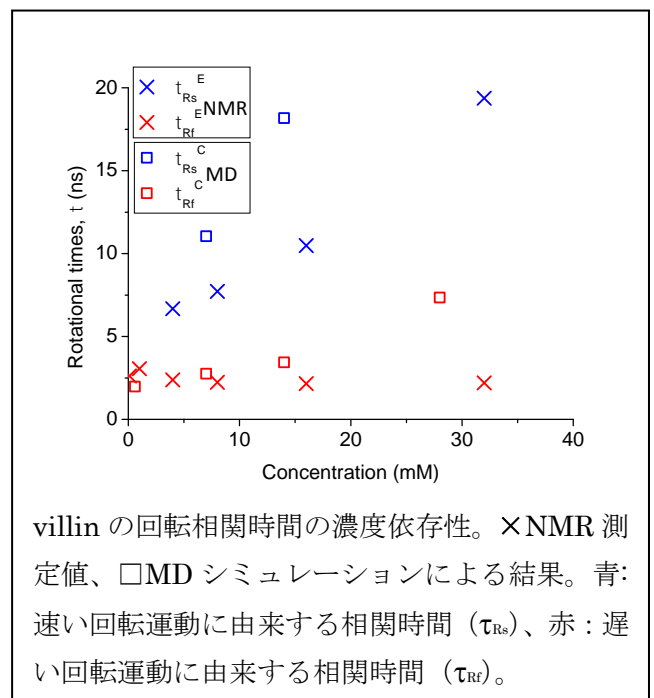 20
15
10
5
0
Rotational times, t (ns)
t_Rs^E
t_Rf^E NMR
t_Rs^C
t_Rf^C MD
0 10 20 30 40
Concentration (mM)
villin の回転相関時間の濃度依存性。×NMR 測
定値、□MD シミュレーションによる結果。青:
速い回転運動に由来する相関時間（τRs）、赤：遅
い回転運動に由来する相関時間（τRf）。